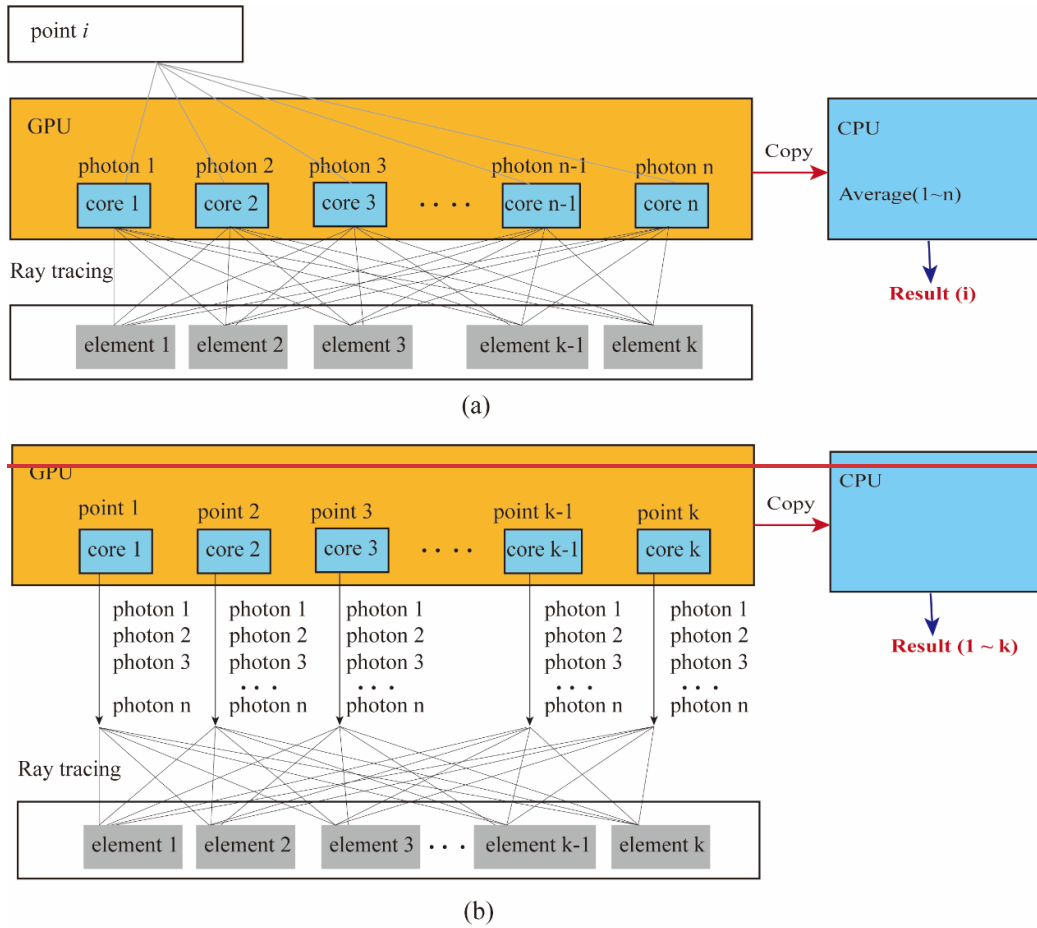 point i
GPU
CPU
photon 1 photon 2 photon 3 photon n-1 photon n
Copy
core 1 core 2 core 3 . . . . core n-1 core n
Average(1~n)
Ray tracing
Result (i)
element 1 element 2 element 3 element k-1 element k
(a)
GPU
CPU
point 1 point 2 point 3 point k-1 point k
Copy
core 1 core 2 core 3 . . . . core k-1 core k
photon 1 photon 1 photon 1 photon 1 photon 1
photon 2 photon 2 photon 2 photon 2 photon 2
photon 3 photon 3 photon 3 photon 3 photon 3
Result (1 ~ k)
. . . . . . . . . . . .
photon n photon n photon n photon n photon n
Ray tracing
element 1 element 2 element 3 . . . element k-1 element k
(b)